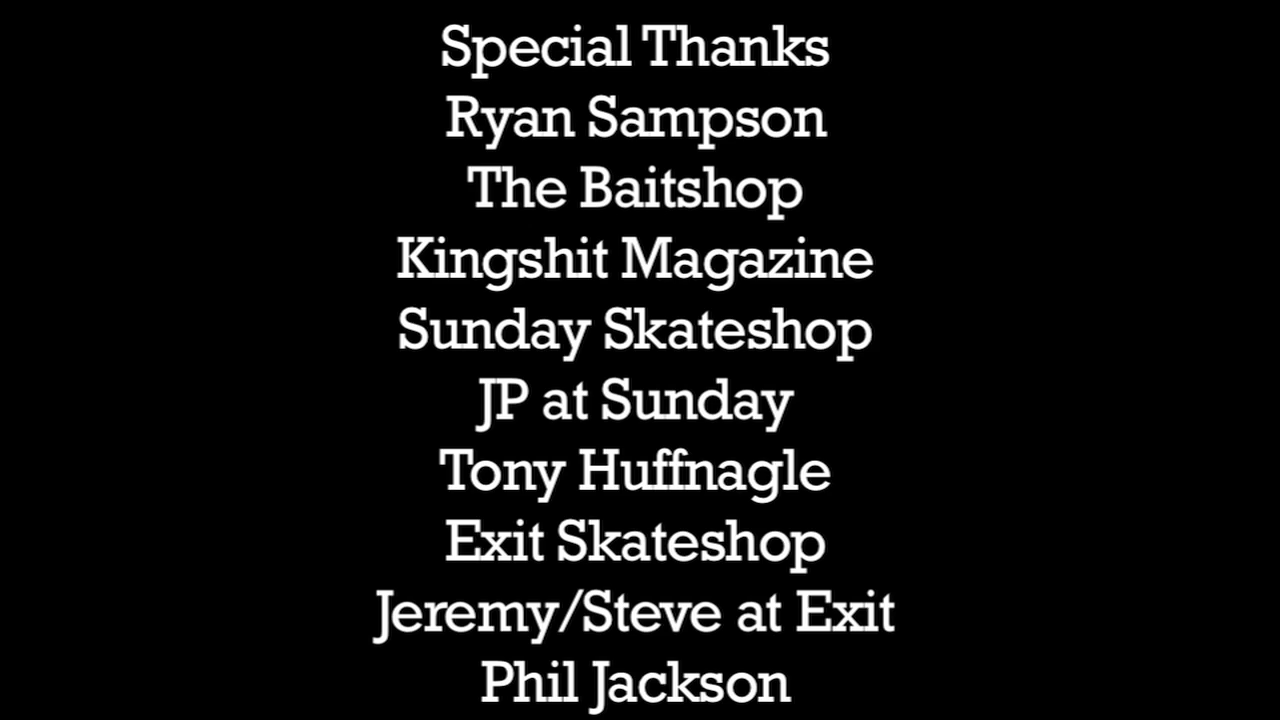 Special Thanks
Ryan Sampson
The Baitshop
Kingshit Magazine
Sunday Skateshop
JP at Sunday
Tony Huffnagle
Exit Skateshop
Jeremy/Steve at Exit
Phil Jackson